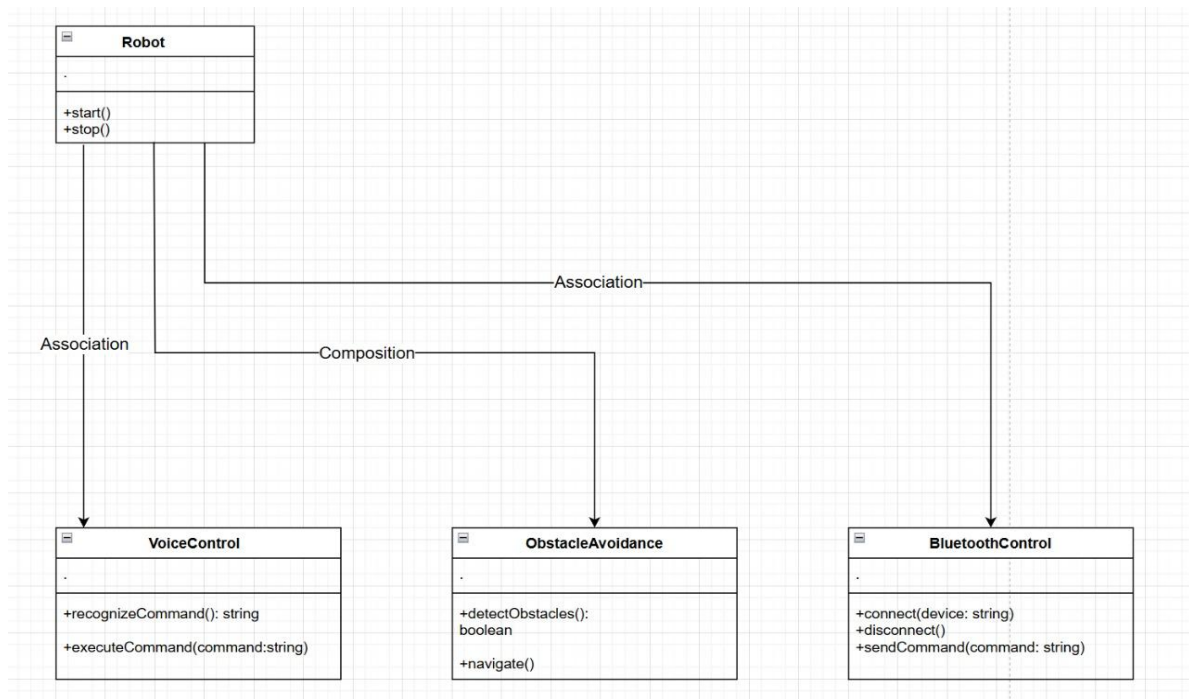 Robot
.
+start()
+stop()
Association
Association
Composition
VoiceControl
.
+recognizeCommand(): string
+executeCommand(command:string)
ObstacleAvoidance
.
+detectObstacles():
boolean
+navigate()
BluetoothControl
.
+connect(device: string)
+disconnect()
+sendCommand(command: string)